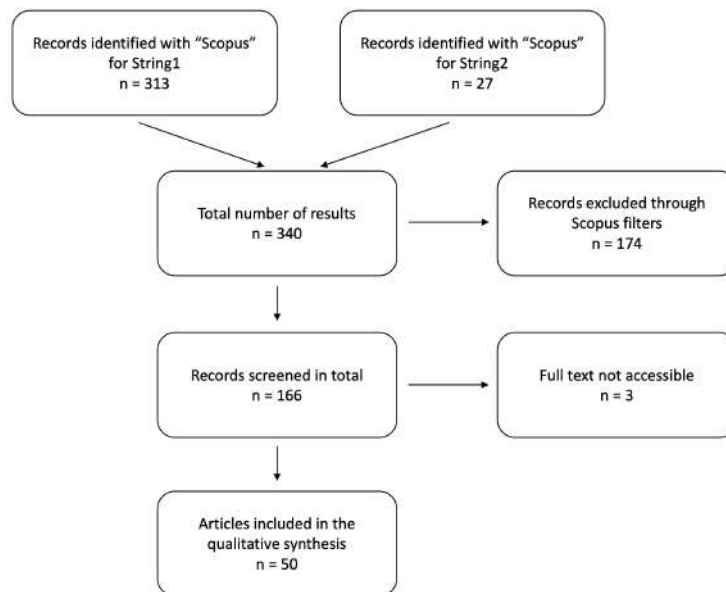 Records identified with “Scopus”
for String1
n = 313
Records identified with “Scopus”
for String2
n = 27
Total number of results
n = 340
Records excluded through
Scopus filters
n = 174
Records screened in total
n = 166
Full text not accessible
n = 3
Articles included in the
qualitative synthesis
n = 50